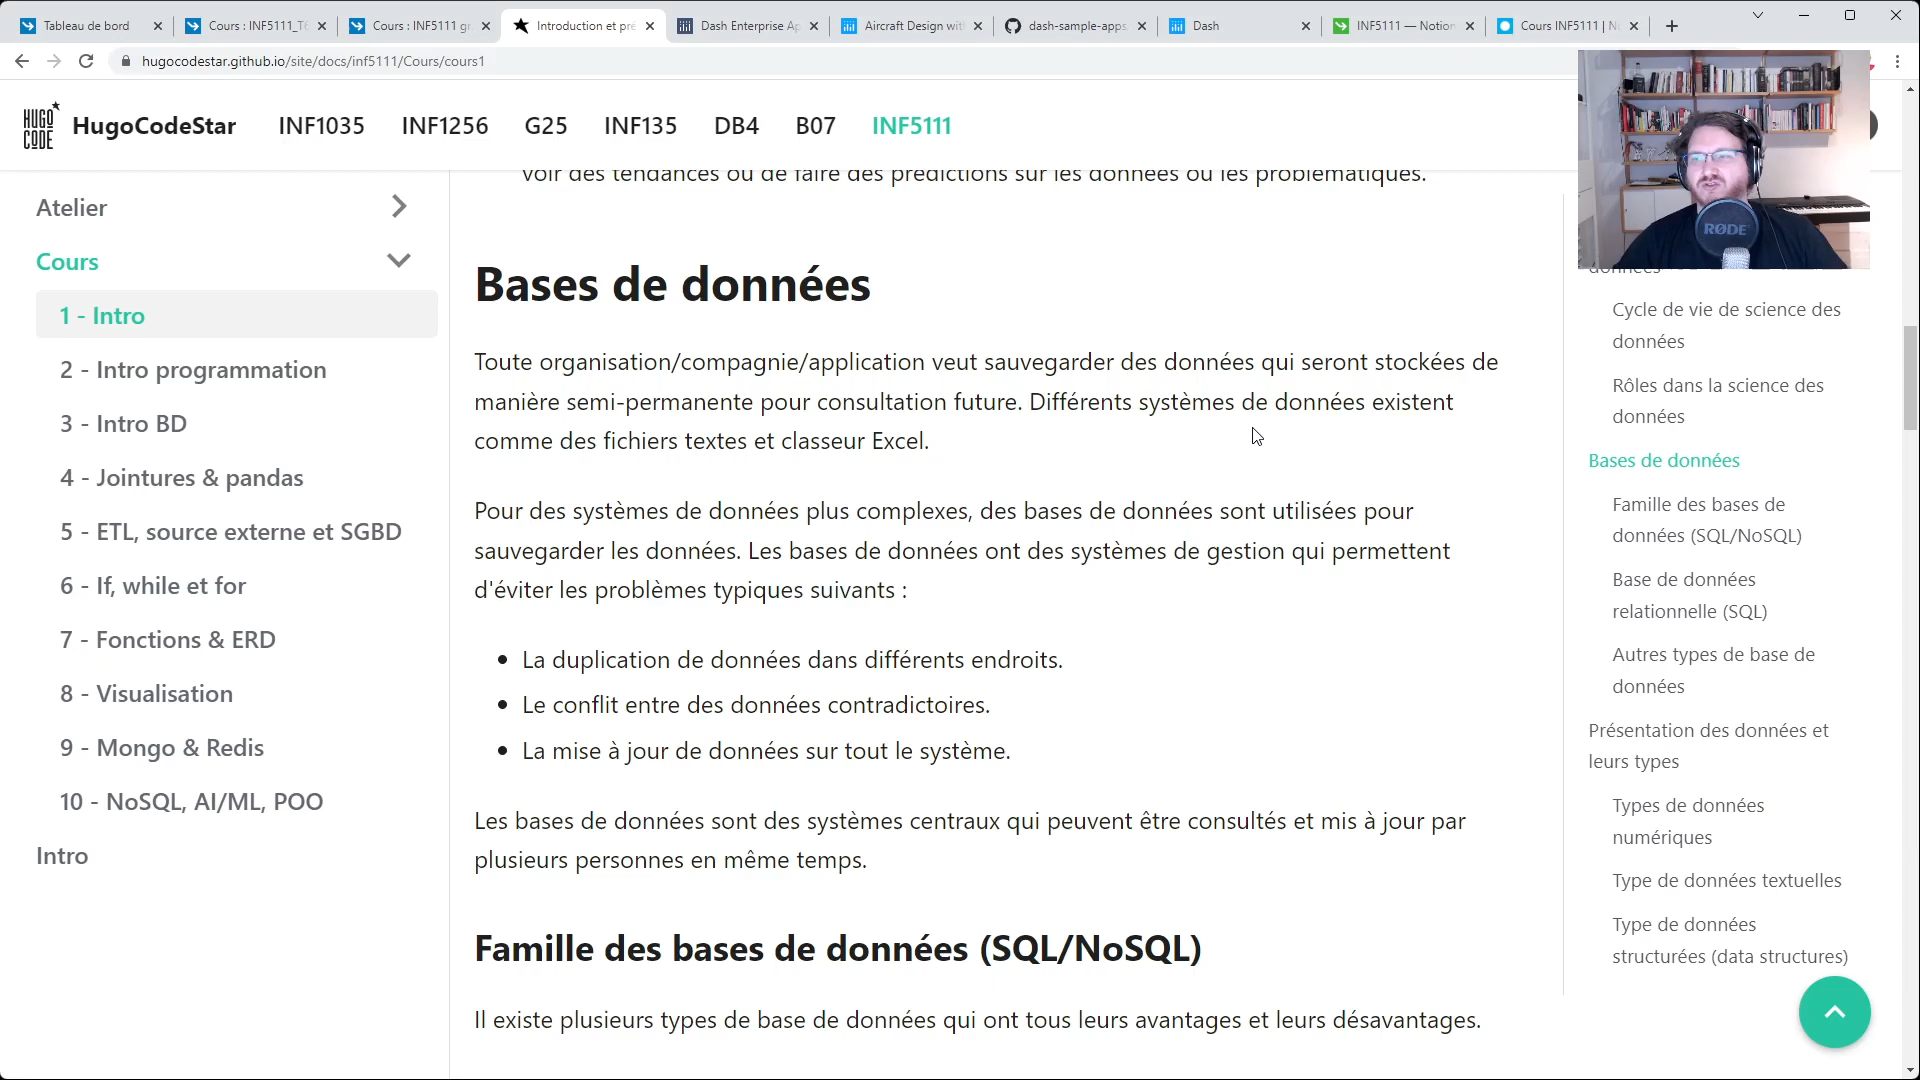 Tableau de bord
Cours : INF5111_T6
Cours : INF5111 gr
Introduction et pré
Dash Enterprise Ap
Aircraft Design wit
dash-sample-apps
Dash
INF5111 — Notion
Cours INF5111 | N
hugocodestar.github.io/site/docs/inf5111/Cours/cours1
HUGO
CODE
HugoCodeStar
INF1035
INF1256
G25
INF135
DB4
B07
INF5111
Atelier
Cours
1 - Intro
2 - Intro programmation
3 - Intro BD
4 - Jointures & pandas
5 - ETL, source externe et SGBD
6 - If, while et for
7 - Fonctions & ERD
8 - Visualisation
9 - Mongo & Redis
10 - NoSQL, AI/ML, POO
Intro
voir des tendances ou de faire des prédictions sur les données ou les problématiques.
Bases de données
Toute organisation/compagnie/application veut sauvegarder des données qui seront stockées de
manière semi-permanente pour consultation future. Différents systèmes de données existent
comme des fichiers textes et classeur Excel.
Pour des systèmes de données plus complexes, des bases de données sont utilisées pour
sauvegarder les données. Les bases de données ont des systèmes de gestion qui permettent
d'éviter les problèmes typiques suivants :
La duplication de données dans différents endroits.
Le conflit entre des données contradictoires.
La mise à jour de données sur tout le système.
Les bases de données sont des systèmes centraux qui peuvent être consultés et mis à jour par
plusieurs personnes en même temps.
Famille des bases de données (SQL/NoSQL)
Il existe plusieurs types de base de données qui ont tous leurs avantages et leurs désavantages.
RØDE
données
Cycle de vie de science des
données
Rôles dans la science des
données
Bases de données
Famille des bases de
données (SQL/NoSQL)
Base de données
relationnelle (SQL)
Autres types de base de
données
Présentation des données et
leurs types
Types de données
numériques
Type de données textuelles
Type de données
structurées (data structures)